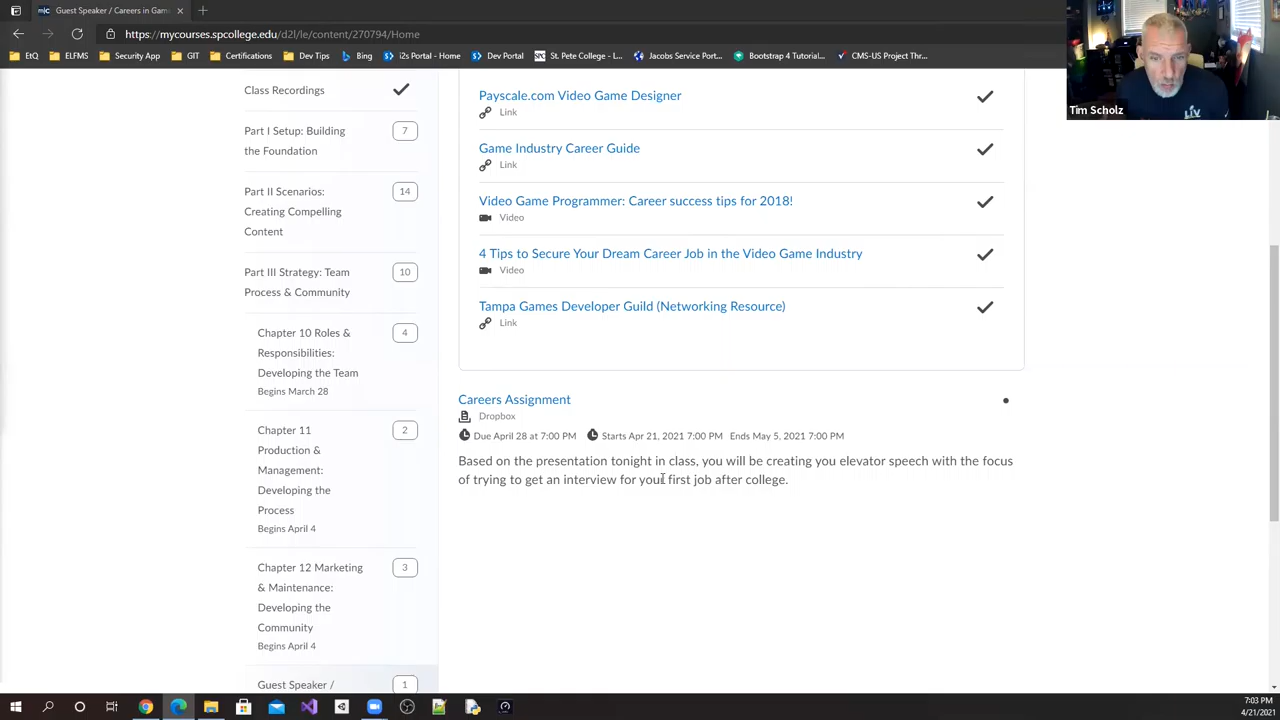 Guest Speaker / Careers in Gam
https://mycourses.spcollege.edu
EtQ
ELFMS
Security App
GIT
Certifications
Dev Tips
Bing
Home
Dev Portal
St. Pete College – L...
Jacobs Service Port...
Bootstrap 4 Tutorial...
CMS-US Project Thr...
Tim Scholz
Class Recordings
Part I Setup: Building
the Foundation
7
Part II Scenarios:
Creating Compelling
Content
14
Part III Strategy: Team
Process & Community
10
Chapter 10 Roles &
Responsibilities:
Developing the Team
Begins March 28
4
Chapter 11
Production &
Management:
Developing the
Process
Begins April 4
2
Chapter 12 Marketing
& Maintenance:
Developing the
Community
Begins April 4
3
Guest Speaker /
1
Payscale.com Video Game Designer
Link
Game Industry Career Guide
Link
Video Game Programmer: Career success tips for 2018!
Video
4 Tips to Secure Your Dream Career Job in the Video Game Industry
Video
Tampa Games Developer Guild (Networking Resource)
Link
Careers Assignment
Dropbox
Due April 28 at 7:00 PM Starts Apr 21, 2021 7:00 PM Ends May 5, 2021 7:00 PM
Based on the presentation tonight in class, you will be creating you elevator speech with the focus
of trying to get an interview for your first job after college.
LIV
7:03 PM
4/21/2021